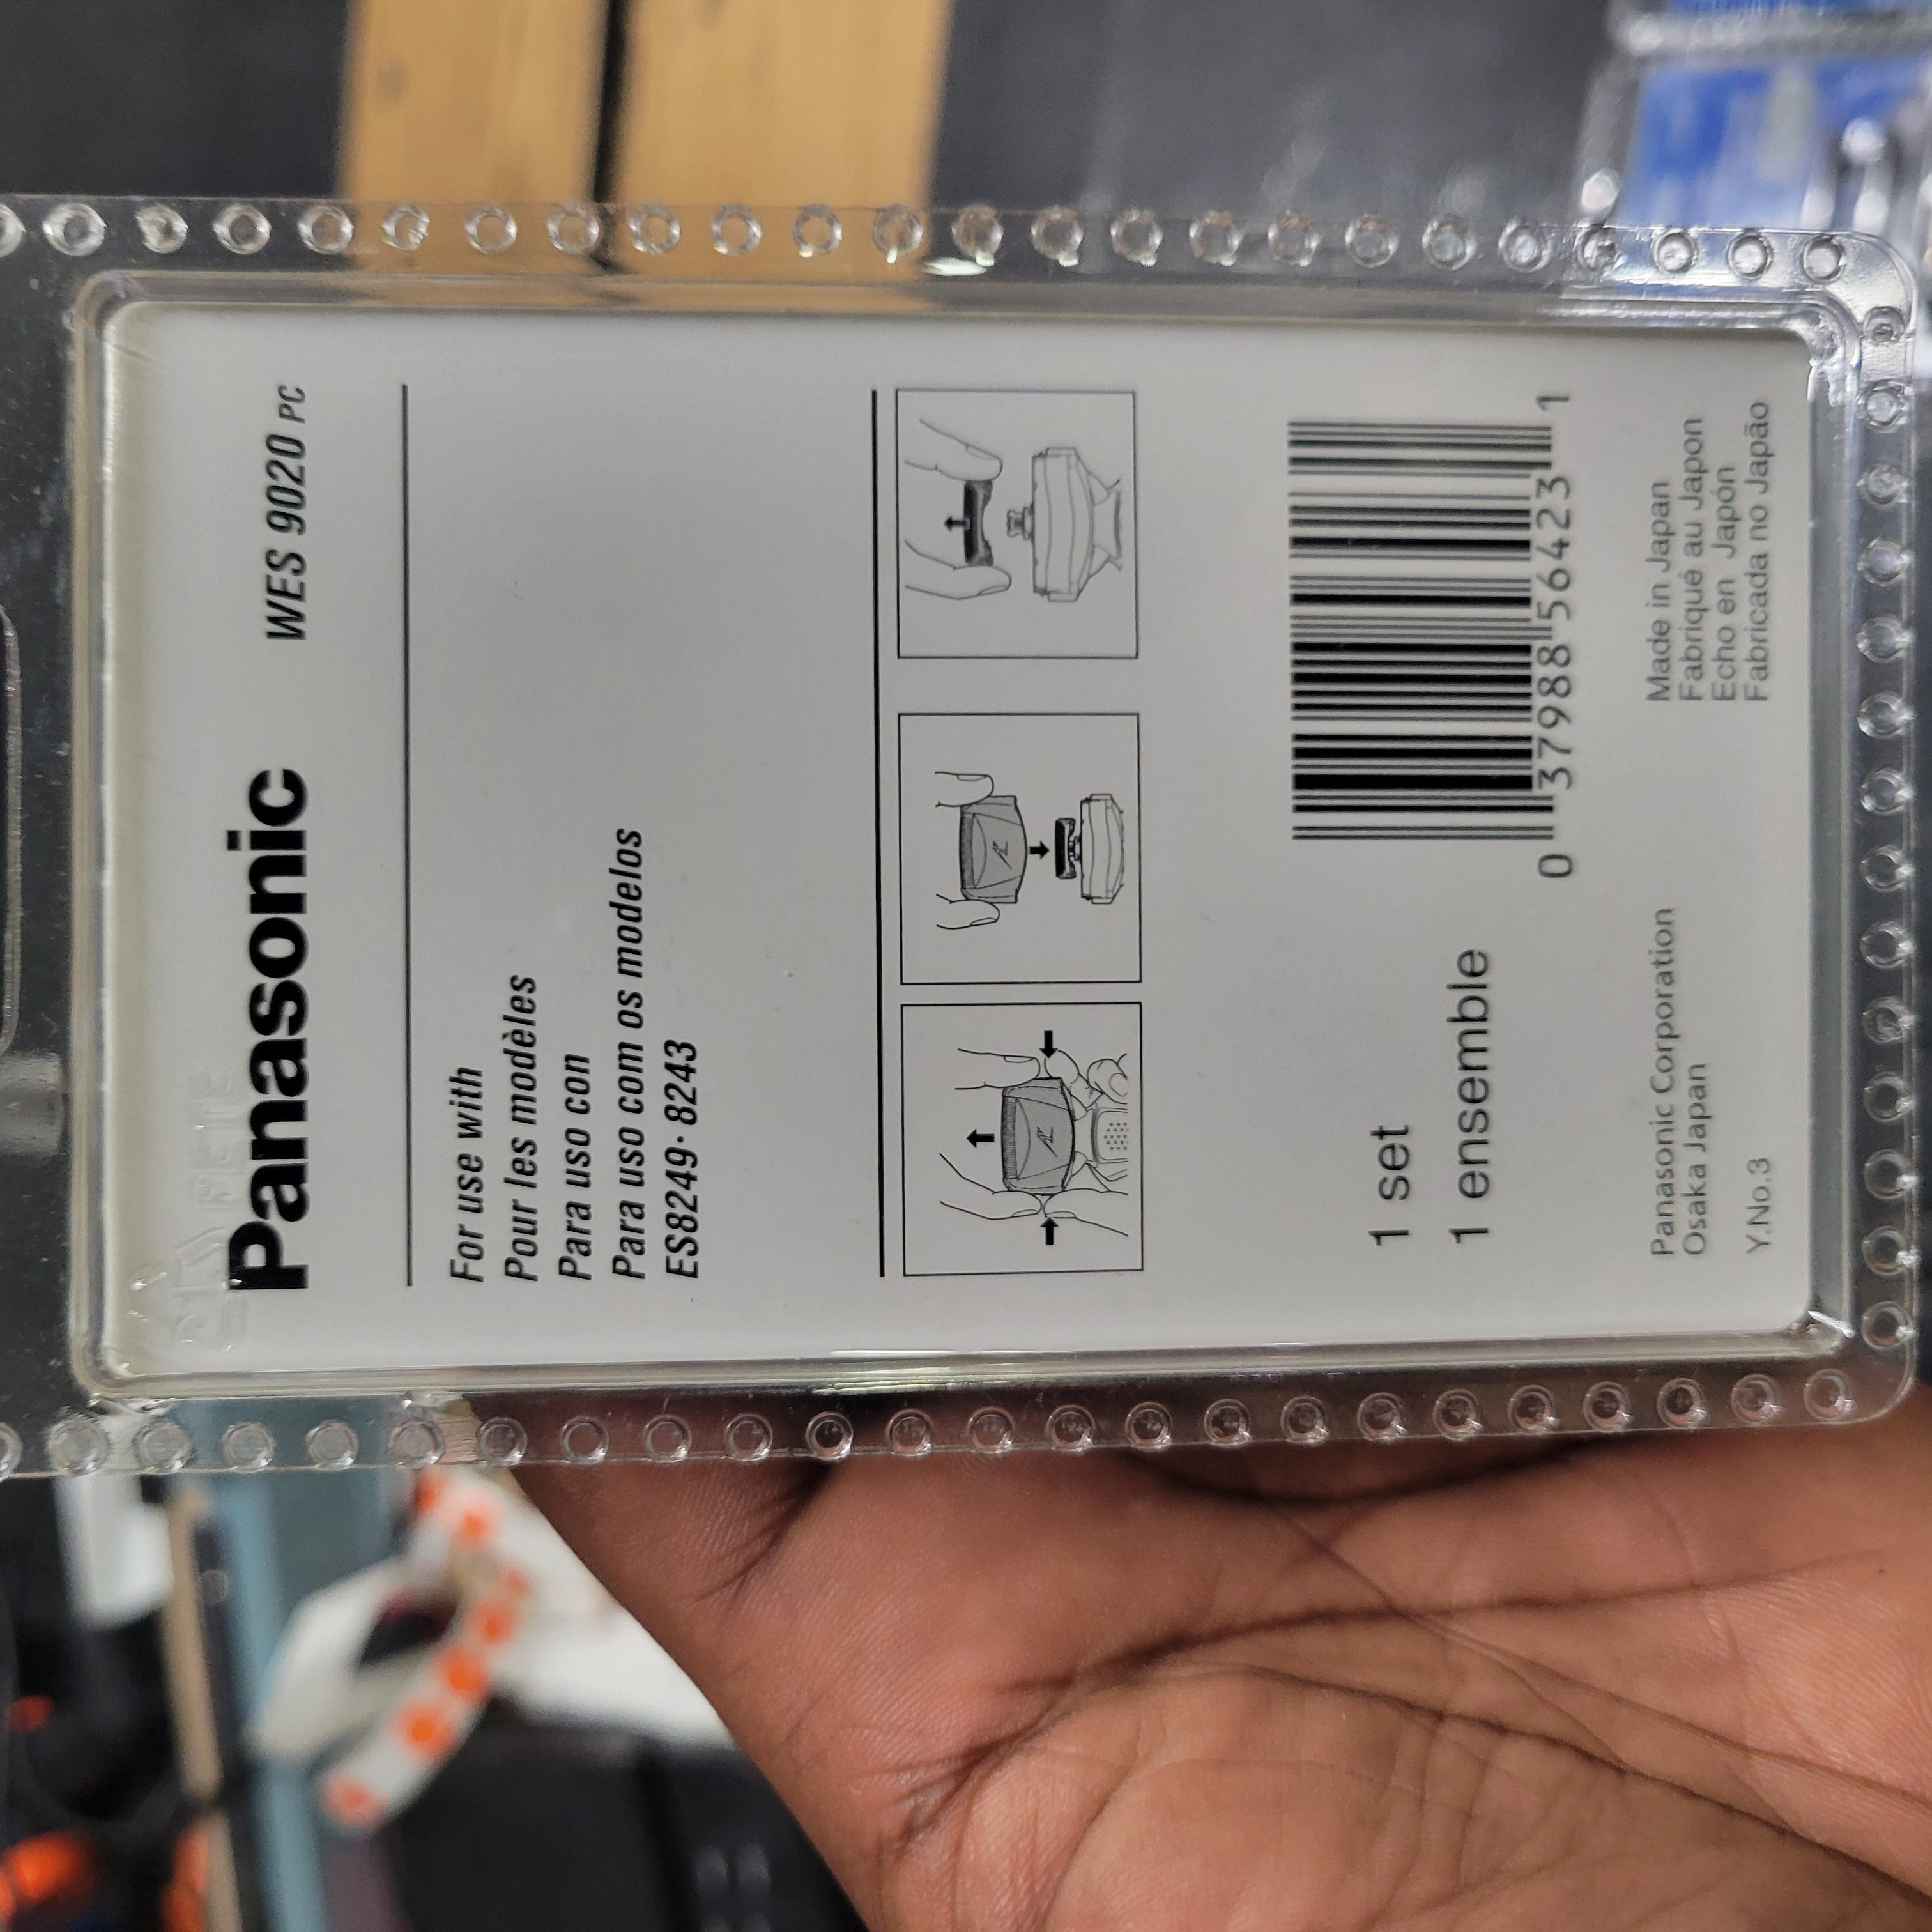 Panasonic WES 9020 PC
For use with
Pour les modèles
Para uso con
Para uso com os modelos
ES8249· 8243
1 set
1 ensemble
0 37988 56423 1
Panasonic Corporation
Osaka Japan
Y.No.3
Made in Japan
Fabriqué au Japon
Echo en Japón
Fabricada no Japão